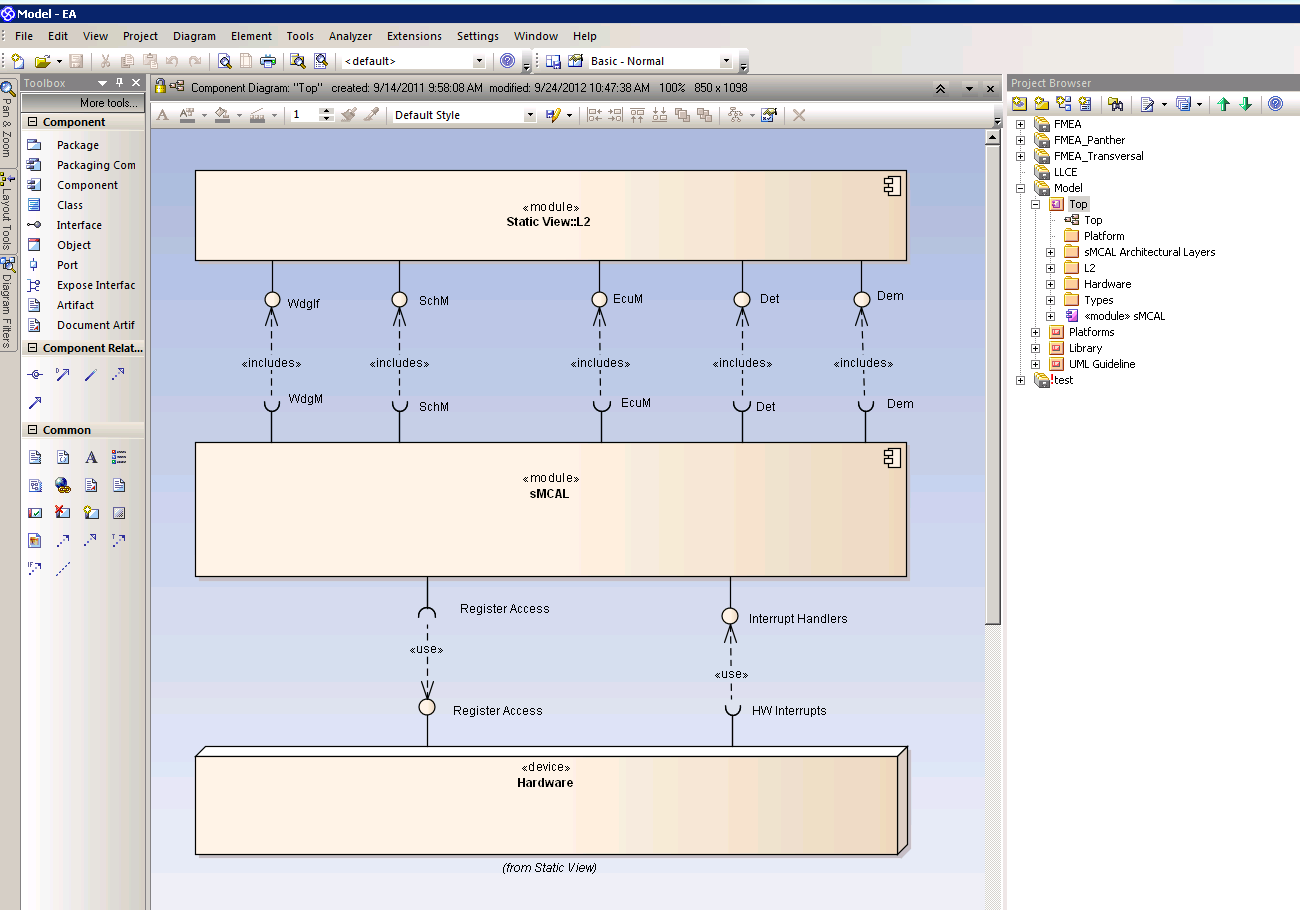 Model - EA
File Edit View Project Diagram Element Tools Analyzer Extensions Settings Window Help
<default> Basic - Normal
Pan & Zoom
Layout Tools
Diagram Filters
Toolbox
More tools...
Component
Package
Packaging Com
Component
Class
Interface
Object
Port
Expose Interfac
Artifact
Document Artif
Component Relat...
Common
Component Diagram: "Top" created: 9/14/2011 9:58:08 AM modified: 9/24/2012 10:47:38 AM 100% 850 x 1098
1 Default Style
«module»
Static View::L2
WdgIf SchM EcuM Det Dem
«includes» «includes» «includes» «includes» «includes»
WdgM SchM EcuM Det Dem
«module»
sMCAL
Register Access Interrupt Handlers
«use» «use»
Register Access HW Interrupts
«device»
Hardware
(from Static View)
Project Browser
FMEA
FMEA_Panther
FMEA_Transversal
LLCE
Model
Top
Top
Platform
sMCAL Architectural Layers
L2
Hardware
Types
«module» sMCAL
Platforms
Library
UML Guideline
!test